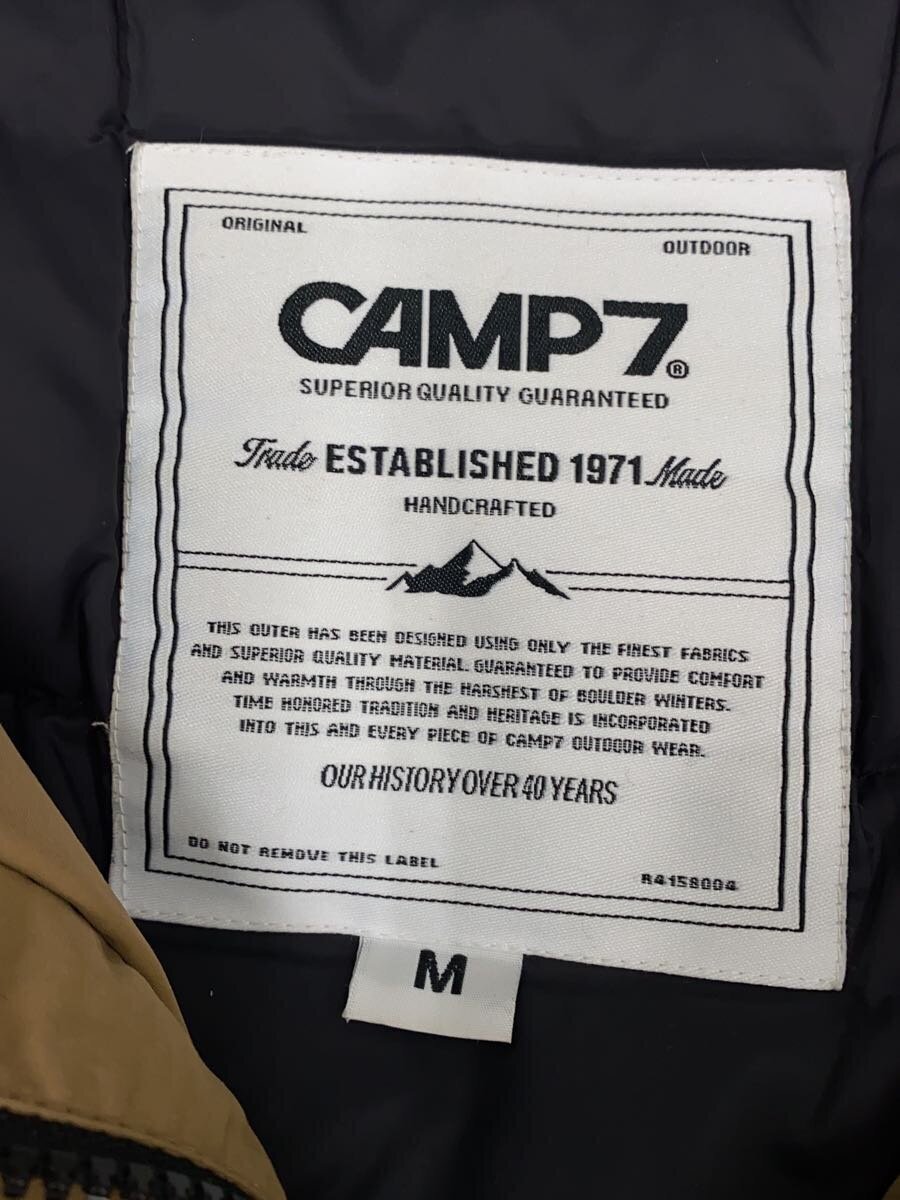 ORIGINAL
OUTDOOR
CAMP7®
SUPERIOR QUALITY GUARANTEED
Trade ESTABLISHED 1971 Made
HANDCRAFTED
THIS OUTER HAS BEEN DESIGNED USING ONLY THE FINEST FABRICS
AND SUPERIOR QUALITY MATERIAL. GUARANTEED TO PROVIDE COMFORT
AND WARMTH THROUGH THE HARSHEST OF BOULDER WINTERS.
TIME HONORED TRADITION AND HERITAGE IS INCORPORATED
INTO THIS AND EVERY PIECE OF CAMP7 OUTDOOR WEAR.
OUR HISTORY OVER 40 YEARS
DO NOT REMOVE THIS LABEL
R4158004
M